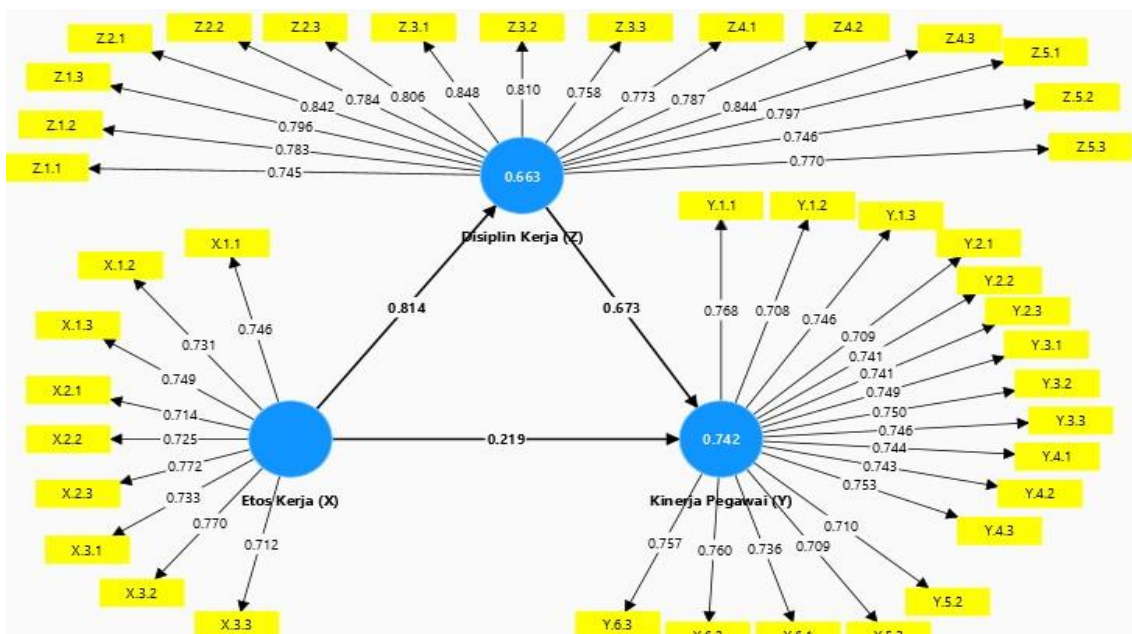 Z.2.1
Z.2.2
Z.2.3
Z.3.1
Z.3.2
Z.3.3
Z.4.1
Z.4.2
Z.4.3
Z.5.1
Z.1.3
Z.5.2
Z.1.2
Z.5.3
Z.1.1
0.842
0.784
0.806
0.848
0.810
0.758
0.773
0.787
0.844
0.797
0.796
0.746
0.783
0.770
0.745
0.663
Disiplin Kerja (Z)
0.814
0.673
X.1.1
X.1.2
X.1.3
X.2.1
X.2.2
X.2.3
X.3.1
X.3.2
X.3.3
0.746
0.731
0.749
0.714
0.725
0.772
0.733
0.770
0.712
Etos Kerja (X)
0.219
0.742
Kinerja Pegawai (Y)
Y.1.1
Y.1.2
Y.1.3
Y.2.1
Y.2.2
Y.2.3
Y.3.1
Y.3.2
Y.3.3
Y.4.1
Y.4.2
Y.4.3
Y.5.2
0.768
0.708
0.746
0.709
0.741
0.741
0.749
0.750
0.746
0.744
0.743
0.753
0.710
0.709
0.736
0.760
0.757
Y.6.3